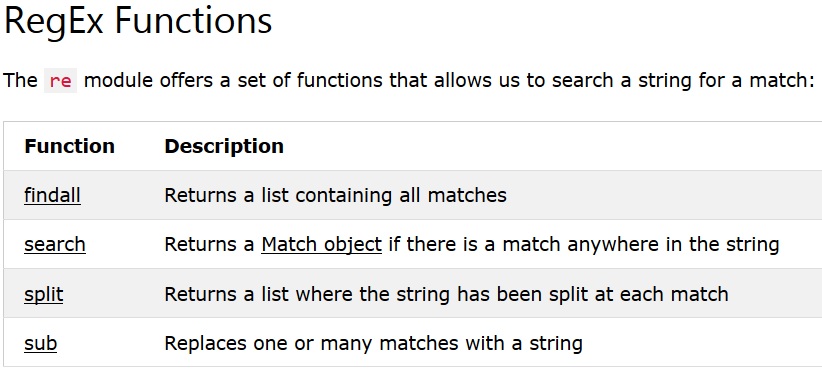 RegEx Functions
The re module offers a set of functions that allows us to search a string for a match:
Function Description
findall Returns a list containing all matches
search Returns a Match object if there is a match anywhere in the string
split Returns a list where the string has been split at each match
sub Replaces one or many matches with a string